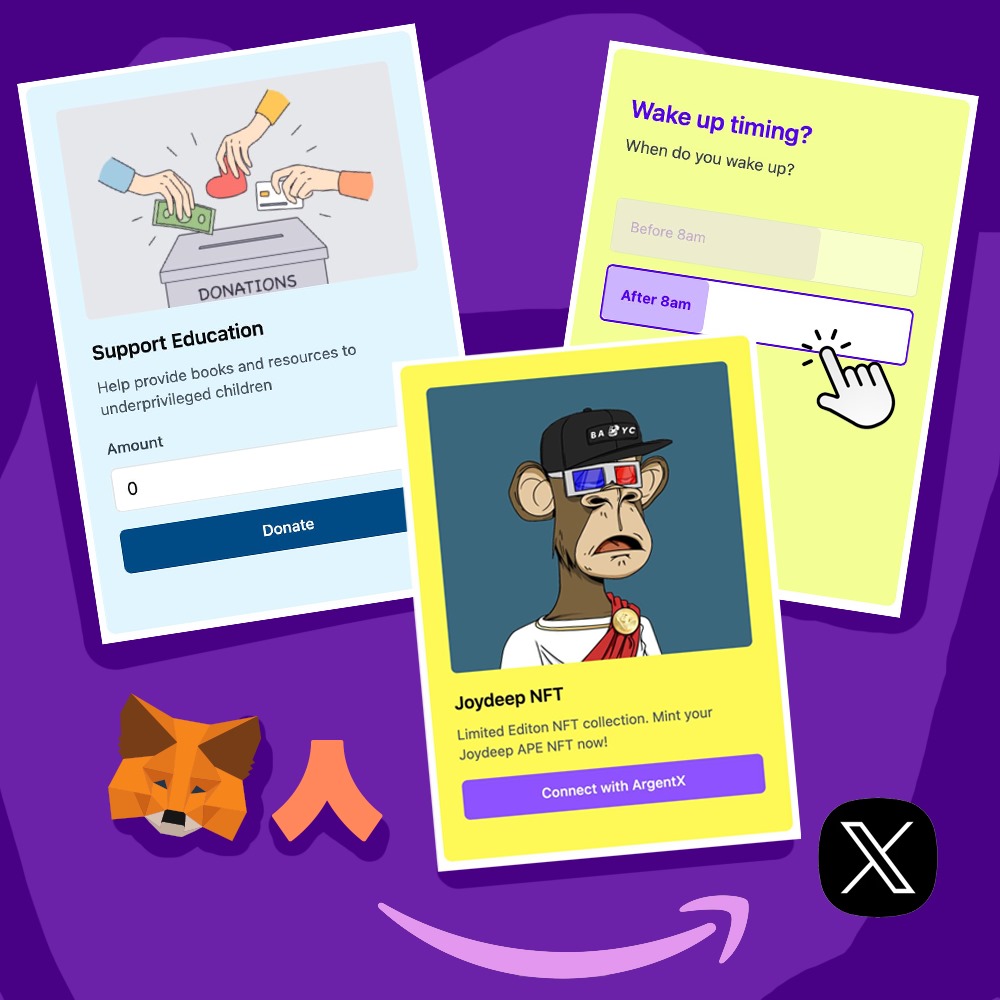 DONATIONS
Support Education
Help provide books and resources to
underprivileged children
Amount
0
Donate
Wake up timing?
When do you wake up?
Before 8am
After 8am
BA YC
Joydeep NFT
Limited Editon NFT collection. Mint your
Joydeep APE NFT now!
Connect with ArgentX
X